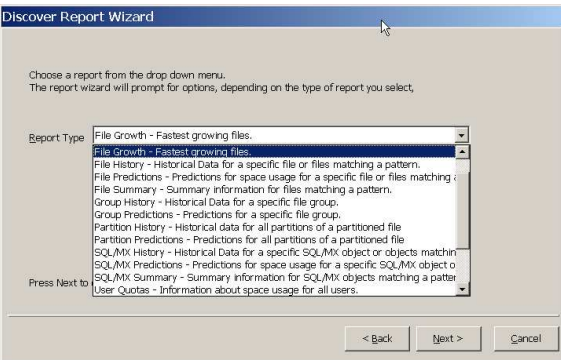 Discover Report Wizard
Choose a report from the drop down menu.
The report wizard will prompt for options, depending on the type of report you select,
Report Type
File Growth - Fastest growing files.
File Growth - Fastest growing files.
File History - Historical Data for a specific file or files matching a pattern.
File Predictions - Predictions for space usage for a specific file or files matching
File Summary - Summary information for files matching a pattern.
Group History - Historical Data for a specific file group.
Group Predictions - Predictions for a specific file group.
Partition History - Historical data for all partitions of a partitioned file
Partition Predictions - Predictions for all partitions of a partitioned file
SQL/MX History - Historical Data for a specific SQL/MX object or objects matchin
SQL/MX Predictions - Predictions for space usage for a specific SQL/MX object o
SQL/MX Summary - Summary information for SQL/MX objects matching a patter
User Quotas - Information about space usage for all users.
Press Next to
< Back
Next >
Cancel